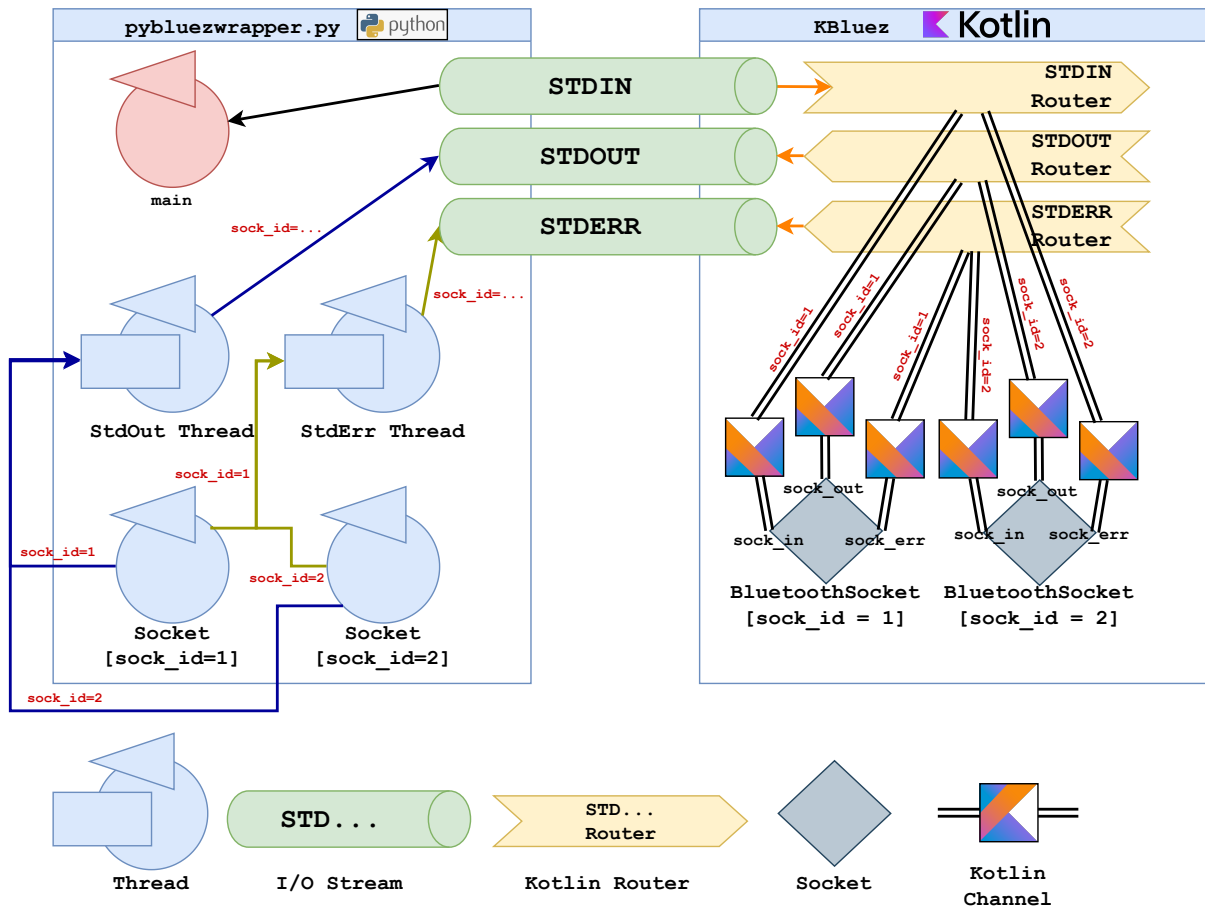 pybluezwrapper.py
python
KBluez
Kotlin
STDIN
STDIN
Router
STDOUT
STDOUT
Router
STDERR
STDERR
Router
main
sock_id=...
sock_id=...
sock_id=1
sock_id=1
sock_id=1
sock_id=2
sock_id=2
sock_id=2
StdOut Thread
StdErr Thread
sock_id=1
sock_out
sock_out
sock_in
sock_err
sock_in
sock_err
sock_id=1
sock_id=2
BluetoothSocket
[sock_id = 1]
BluetoothSocket
[sock_id = 2]
Socket
[sock_id=1]
Socket
[sock_id=2]
sock_id=2
STD...
STD...
Router
Thread
I/O Stream
Kotlin Router
Socket
Kotlin
Channel